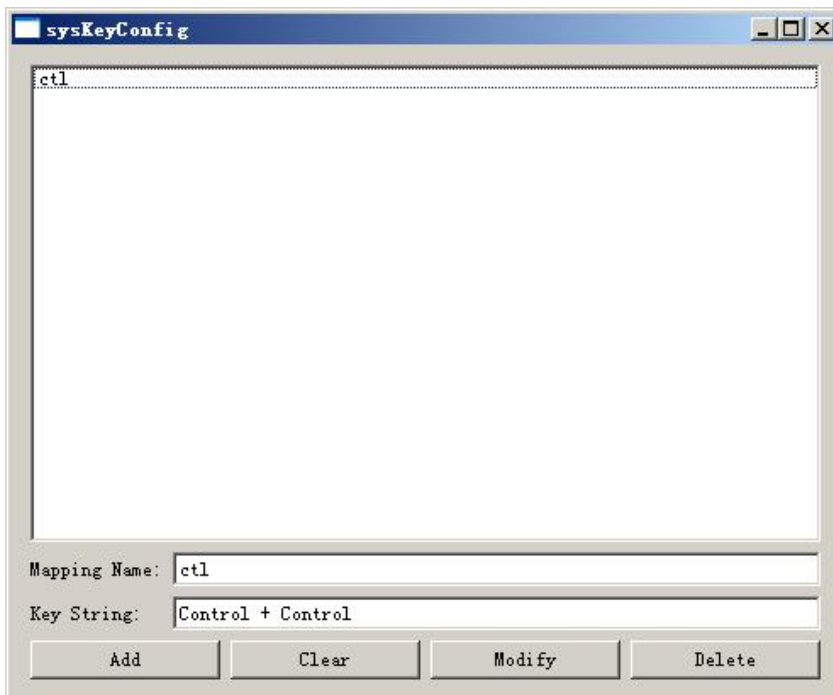 sysKeyConfig
ctl
Mapping Name: ctl
Key String: Control + Control
Add Clear Modify Delete